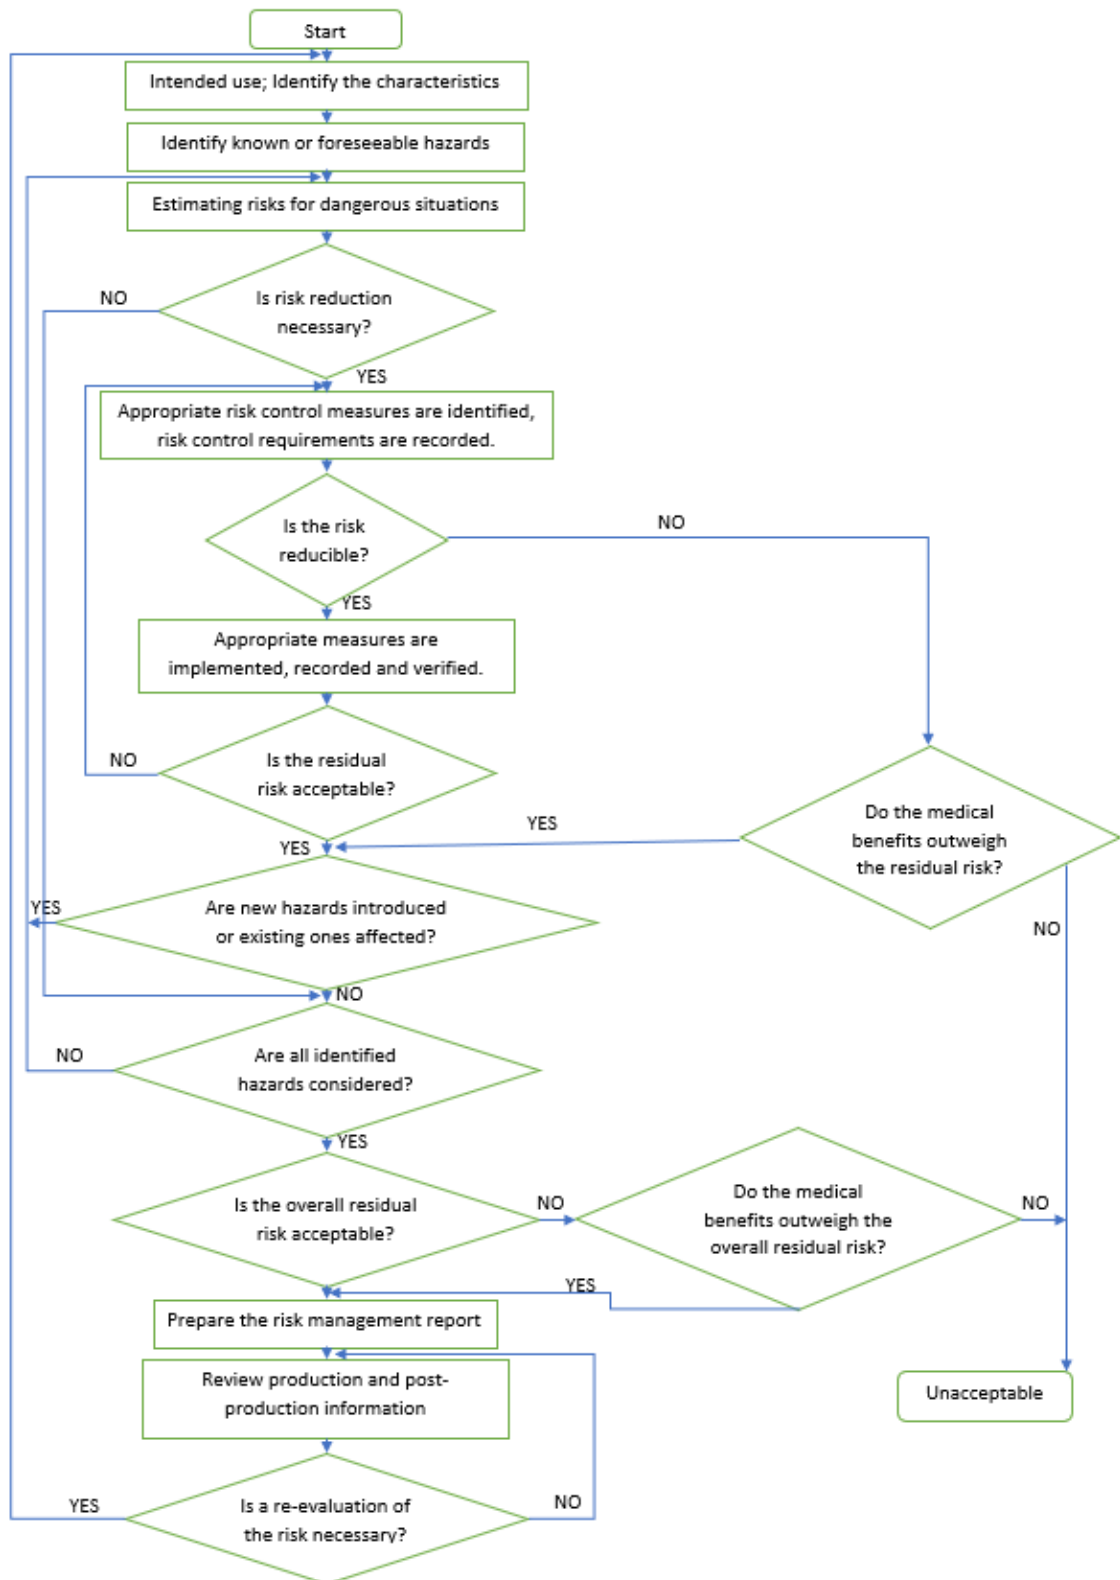 Start
Intended use; Identify the characteristics
Identify known or foreseeable hazards
Estimating risks for dangerous situations
NO
Is risk reduction
necessary?
YES
Appropriate risk control measures are identified,
risk control requirements are recorded.
Is the risk
reducible?
NO
YES
Appropriate measures are
implemented, recorded and verified.
NO
Is the residual
risk acceptable?
Do the medical
benefits outweigh
the residual risk?
YES
YES
YES
Are new hazards introduced
or existing ones affected?
NO
NO
NO
Are all identified
hazards considered?
YES
Is the overall residual
risk acceptable?
NO
Do the medical
benefits outweigh the
overall residual risk?
NO
YES
Prepare the risk management report
Review production and post-
production information
Unacceptable
YES
Is a re-evaluation of
the risk necessary?
NO